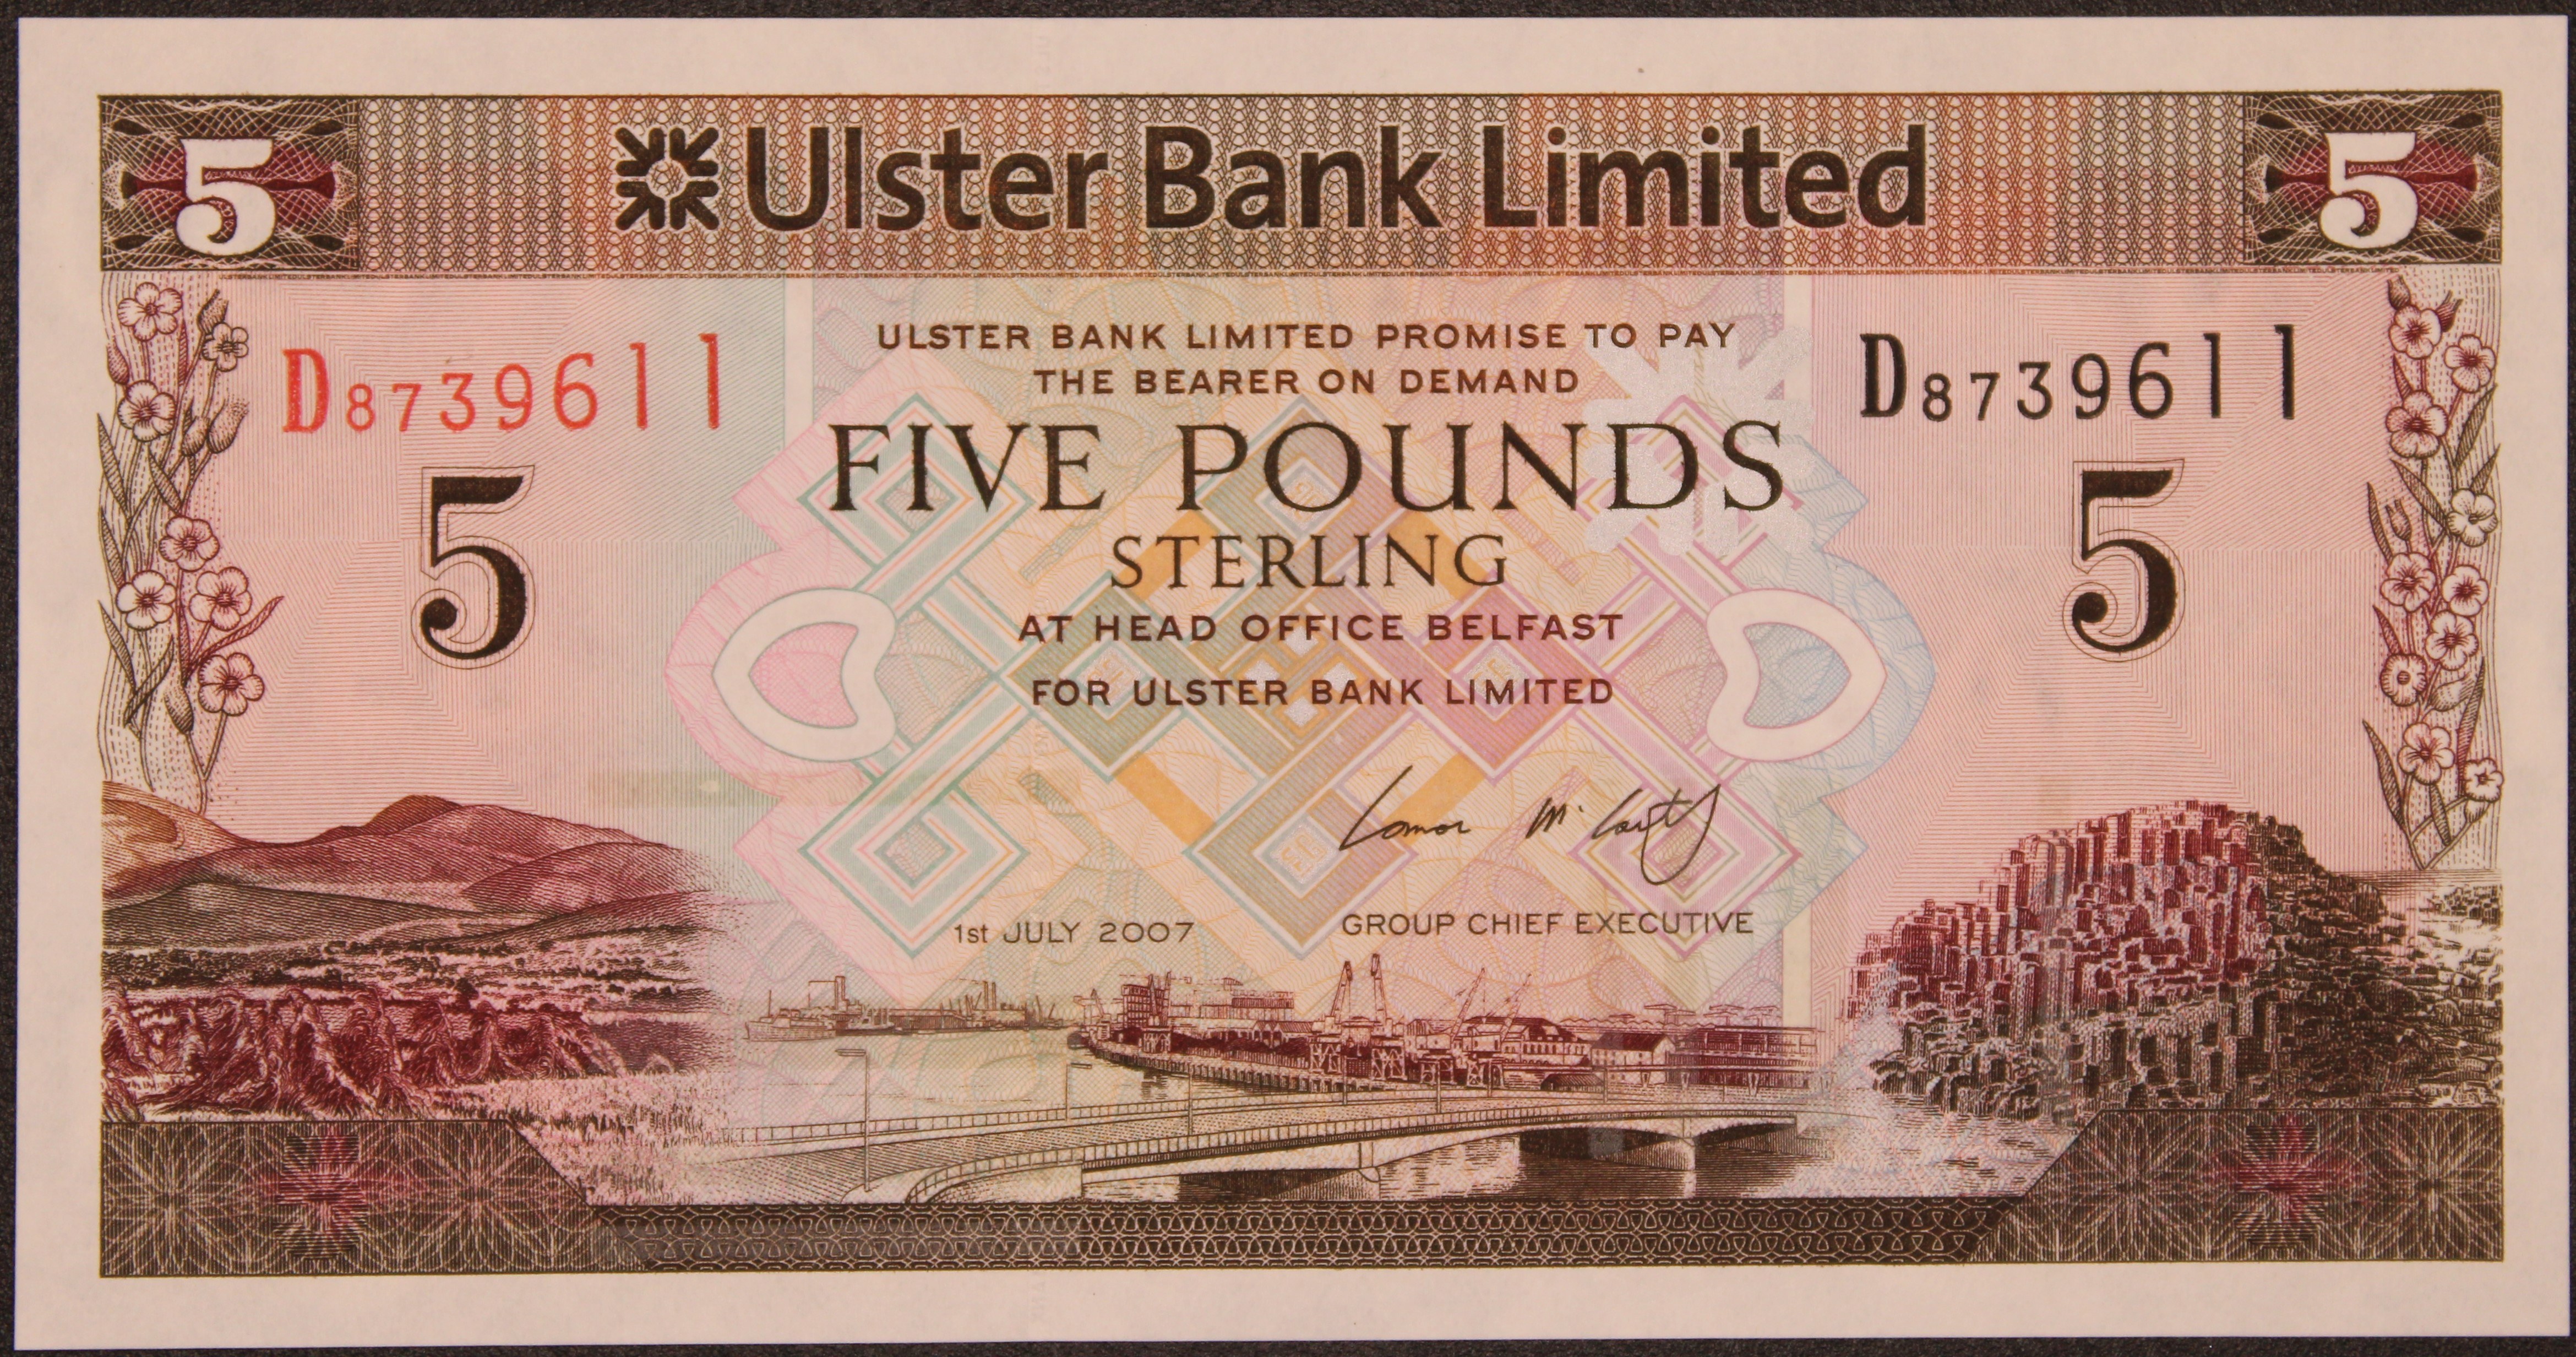 5 Ulster Bank Limited 5
ULSTER BANK LIMITED PROMISE TO PAY
THE BEARER ON DEMAND
D8739611 D8739611
FIVE POUNDS
5 5
STERLING
AT HEAD OFFICE BELFAST
FOR ULSTER BANK LIMITED
1st JULY 2007 GROUP CHIEF EXECUTIVE